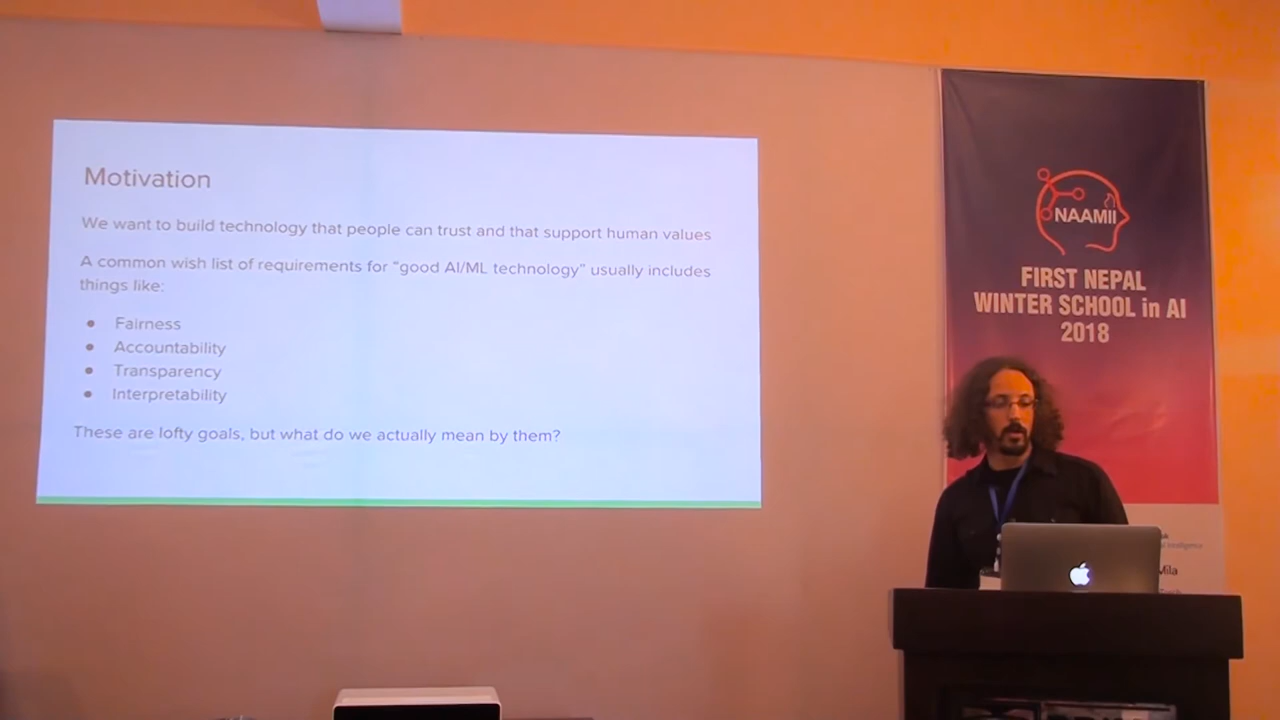 Motivation
We want to build technology that people can trust and that support human values
A common wish list of requirements for "good AI/ML technology" usually includes
things like:
● Fairness
● Accountability
● Transparency
● Interpretability
These are lofty goals, but what do we actually mean by them?
NAAMII
FIRST NEPAL
WINTER SCHOOL in AI
2018
Mila